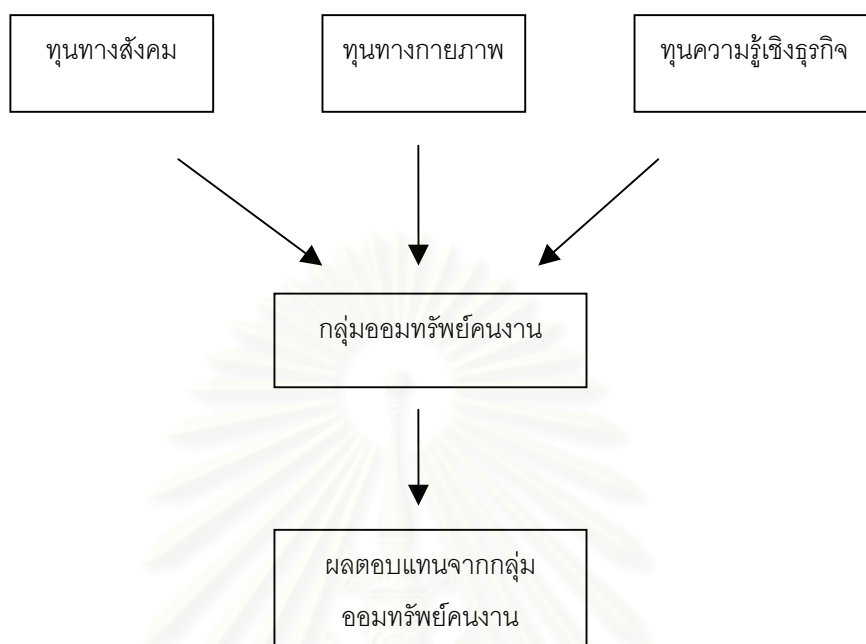 ทุนทางสังคม
ทุนทางกายภาพ
ทุนความรู้เชิงธุรกิจ
กลุ่มออมทรัพย์คนงาน
ผลตอบแทนจากกลุ่ม
ออมทรัพย์คนงาน